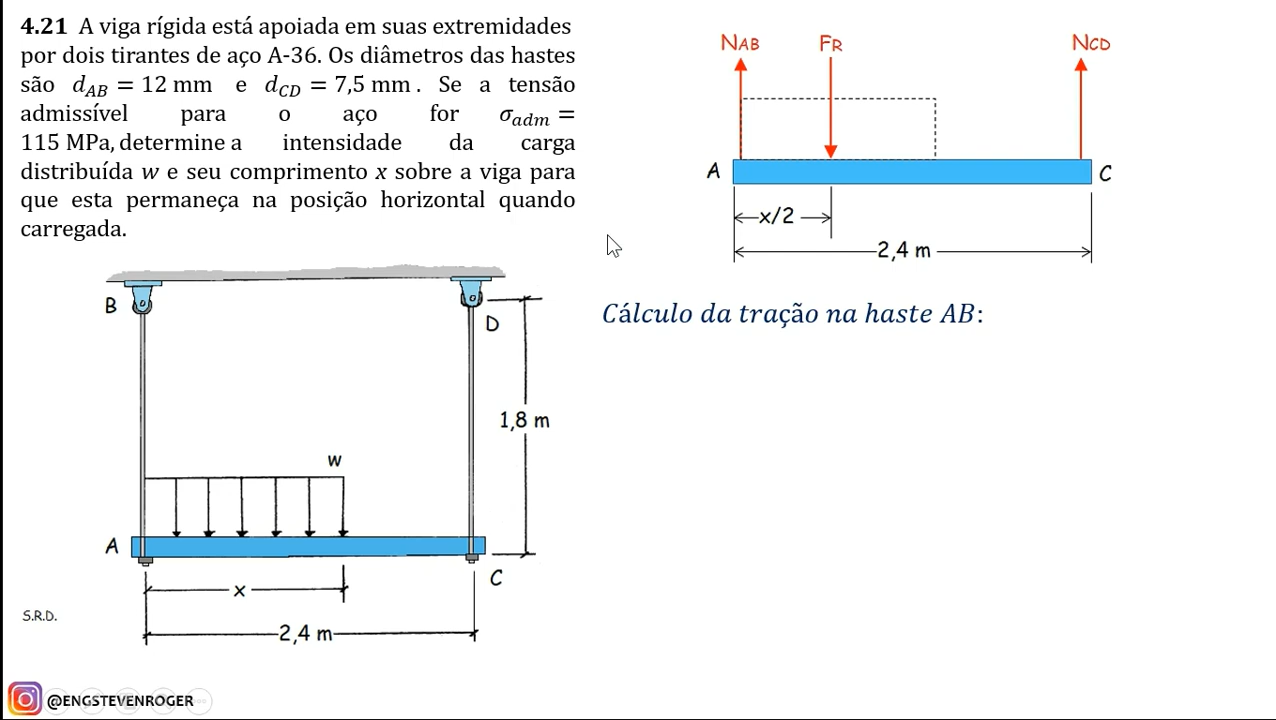 4.21 A viga rígida está apoiada em suas extremidades
por dois tirantes de aço A-36. Os diâmetros das hastes
são d_AB = 12 mm e d_CD = 7,5 mm . Se a tensão
admissível para o aço for σ_adm =
115 MPa, determine a intensidade da carga
distribuída w e seu comprimento x sobre a viga para
que esta permaneça na posição horizontal quando
carregada.
B
D
1,8 m
w
A
C
x
2,4 m
S.R.D.
@ENGSTEVENROGER
NAB
FR
NCD
A
C
x/2
2,4 m
Cálculo da tração na haste AB: